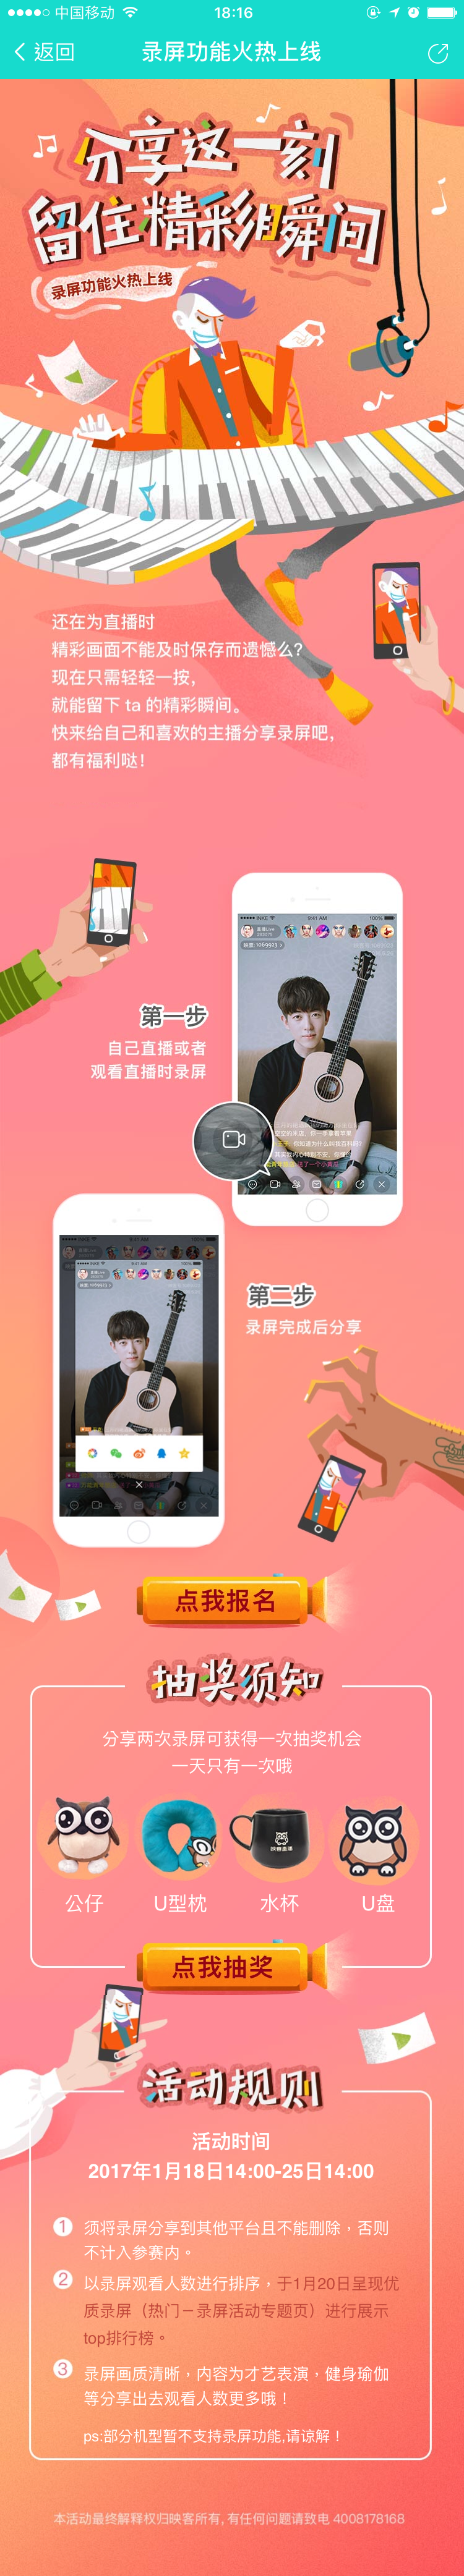 中国移动
18:16
返回
录屏功能火热上线
分享这一刻
留住精彩的瞬间
录屏功能火热上线
还在为直播时
精彩画面不能及时保存而遗憾么?
现在只需轻轻一按,
就能留下 ta 的精彩瞬间。
快来给自己和喜欢的主播分享录屏吧,
都有福利哒!
INKE
9:41 AM
100%
第一步
自己直播或者
观看直播时录屏
9:41 AM
第二步
录屏完成后分享
点我报名
抽奖须知
分享两次录屏可获得一次抽奖机会
一天只有一次哦
公仔
U型枕
水杯
U盘
点我抽奖
活动规则
活动时间
2017年1月18日14:00-25日14:00
1 须将录屏分享到其他平台且不能删除，否则
不计入参赛内。
2 以录屏观看人数进行排序，于1月20日呈现优
质录屏（热门－录屏活动专题页）进行展示
top排行榜。
3 录屏画质清晰，内容为才艺表演，健身瑜伽
等分享出去观看人数更多哦！
ps:部分机型暂不支持录屏功能,请谅解！
本活动最终解释权归映客所有, 有任何问题请致电 4008178168